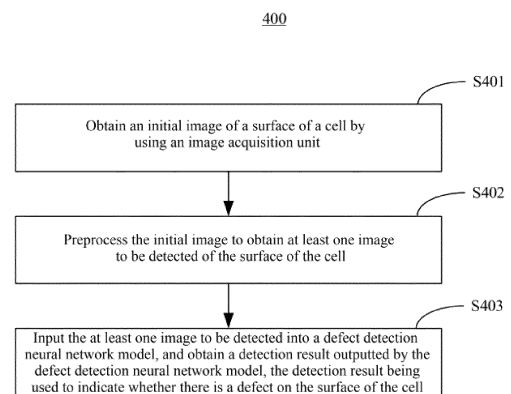 400
S401
Obtain an initial image of a surface of a cell by
using an image acquisition unit
S402
Preprocess the initial image to obtain at least one image
to be detected of the surface of the cell
S403
Input the at least one image to be detected into a defect detection
neural network model, and obtain a detection result outputted by the
defect detection neural network model, the detection result being
used to indicate whether there is a defect on the surface of the cell